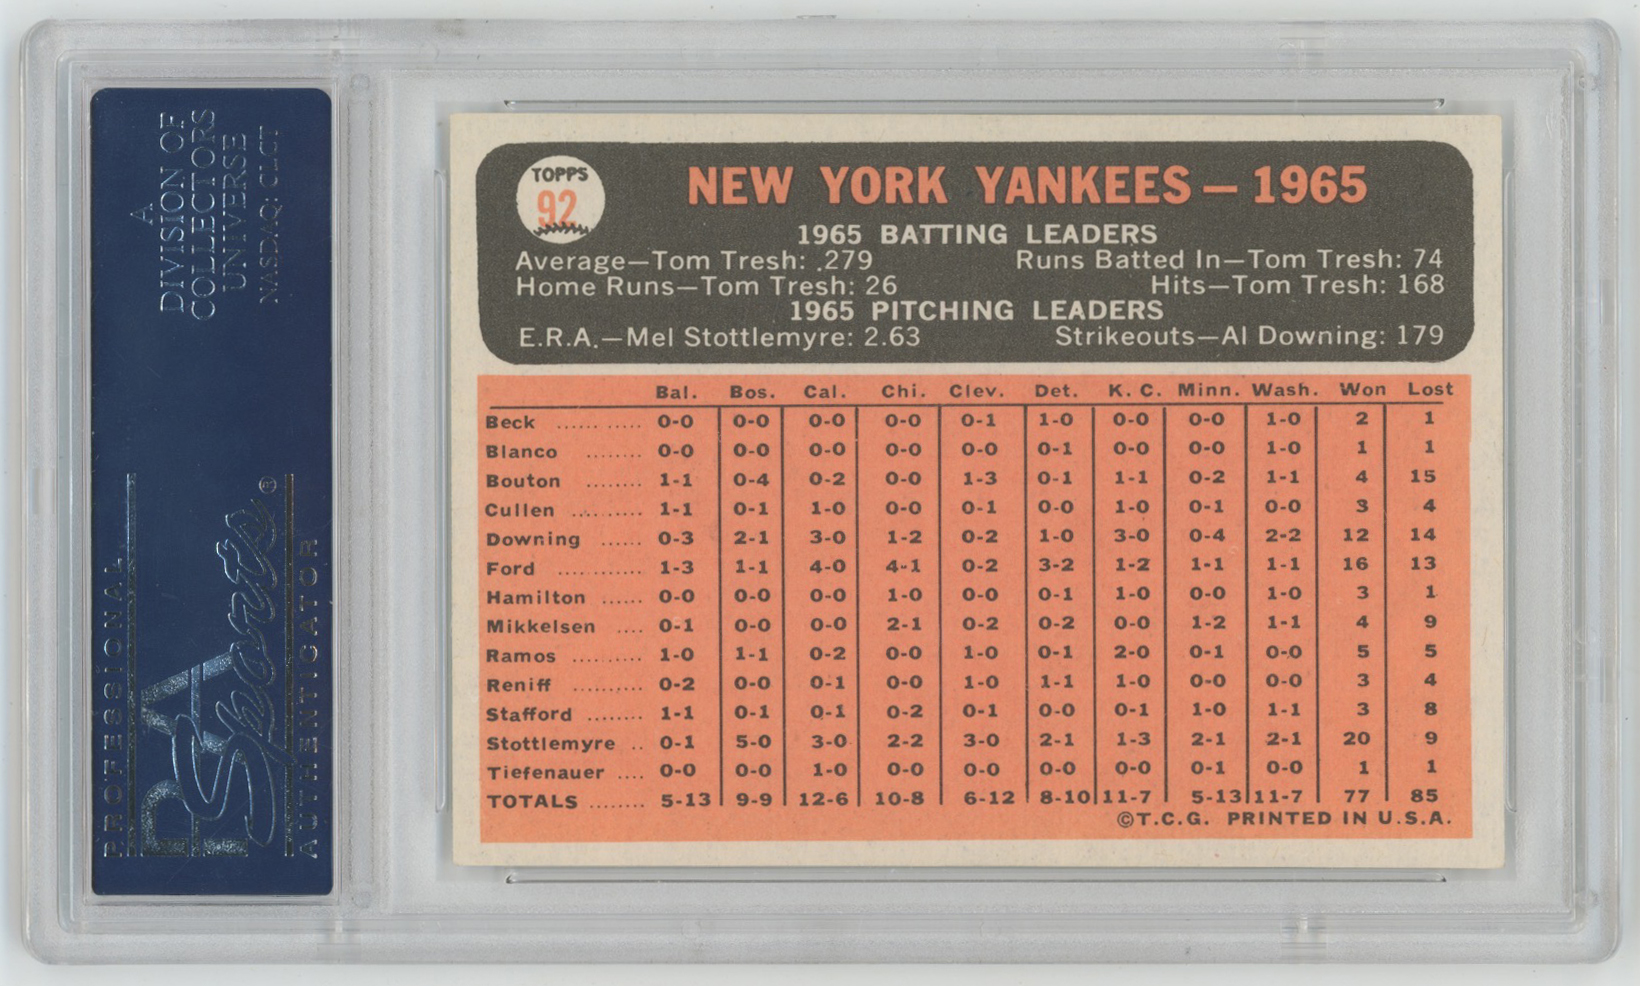 A
DIVISION OF
COLLECTORS
UNIVERSE
NASDAQ: CLCT
PROFESSIONAL
PSA
Sports®
AUTHENTICATOR
TOPPS
92
NEW YORK YANKEES — 1965
1965 BATTING LEADERS
Average—Tom Tresh: .279 Runs Batted In—Tom Tresh: 74
Home Runs—Tom Tresh: 26 Hits—Tom Tresh: 168
1965 PITCHING LEADERS
E.R.A.—Mel Stottlemyre: 2.63 Strikeouts—Al Downing: 179
Bal. Bos. Cal. Chi. Clev. Det. K. C. Minn. Wash. Won Lost
Beck ...... ..... 0-0 0-0 0-0 0-0 0-1 1-0 0-0 0-0 1-0 2 1
Blanco ........ 0-0 0-0 0-0 0-0 0-0 0-1 0-0 0-0 1-0 1 1
Bouton ........ 1-1 0-4 0-2 0-0 1-3 0-1 1-1 0-2 1-1 4 15
Cullen .......... 1-1 0-1 1-0 0-0 0-1 0-0 1-0 0-1 0-0 3 4
Downing ...... 0-3 2-1 3-0 1-2 0-2 1-0 3-0 0-4 2-2 12 14
Ford ............ 1-3 1-1 4-0 4-1 0-2 3-2 1-2 1-1 1-1 16 13
Hamilton ...... 0-0 0-0 0-0 1-0 0-0 0-1 1-0 0-0 1-0 3 1
Mikkelsen .... 0-1 0-0 0-0 2-1 0-2 0-2 0-0 1-2 1-1 4 9
Ramos .......... 1-0 1-1 0-2 0-0 1-0 0-1 2-0 0-1 0-0 5 5
Reniff .......... 0-2 0-0 0-1 0-0 1-0 1-1 1-0 0-0 0-0 3 4
Stafford ........ 1-1 0-1 0-1 0-2 0-1 0-0 0-1 1-0 1-1 3 8
Stottlemyre .. 0-1 5-0 3-0 2-2 3-0 2-1 1-3 2-1 2-1 20 9
Tiefenauer .... 0-0 0-0 1-0 0-0 0-0 0-0 0-0 0-1 0-0 1 1
TOTALS ........ 5-13 9-9 12-6 10-8 6-12 8-10 11-7 5-13 11-7 77 85
©T.C.G. PRINTED IN U.S.A.